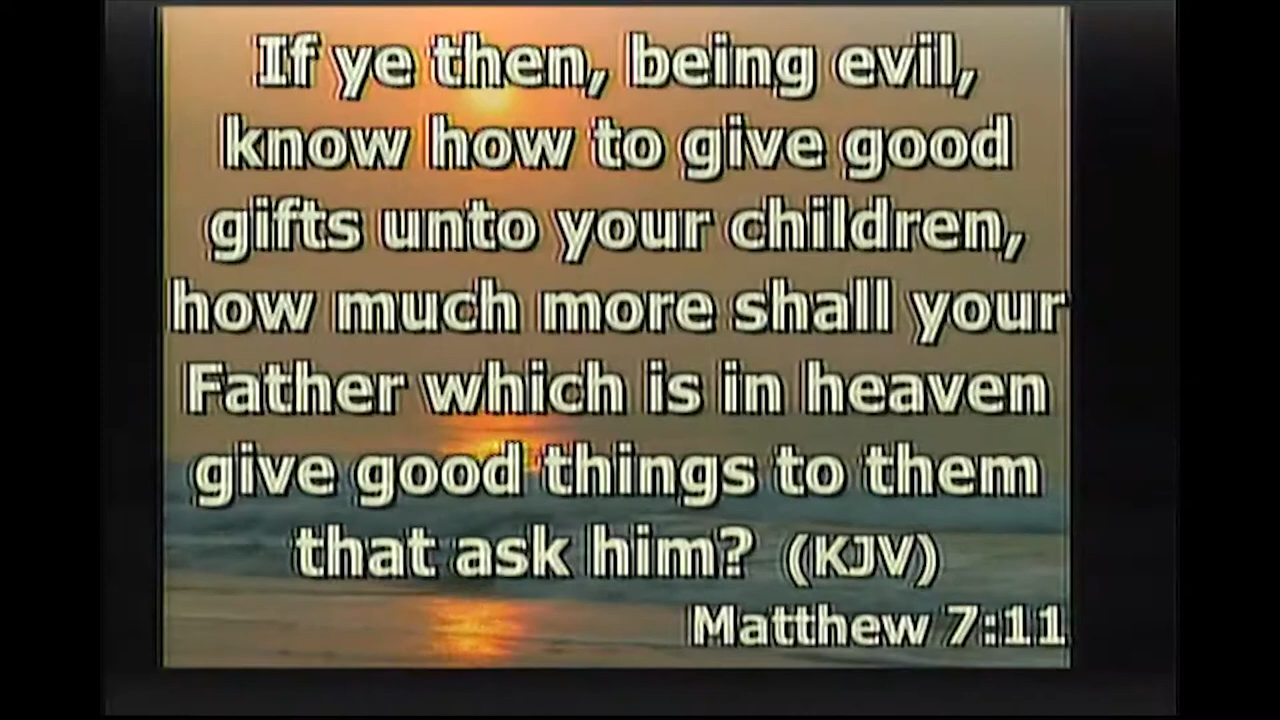 If ye then, being evil,
know how to give good
gifts unto your children,
how much more shall your
Father which is in heaven
give good things to them
that ask him? (KJV)
Matthew 7:11